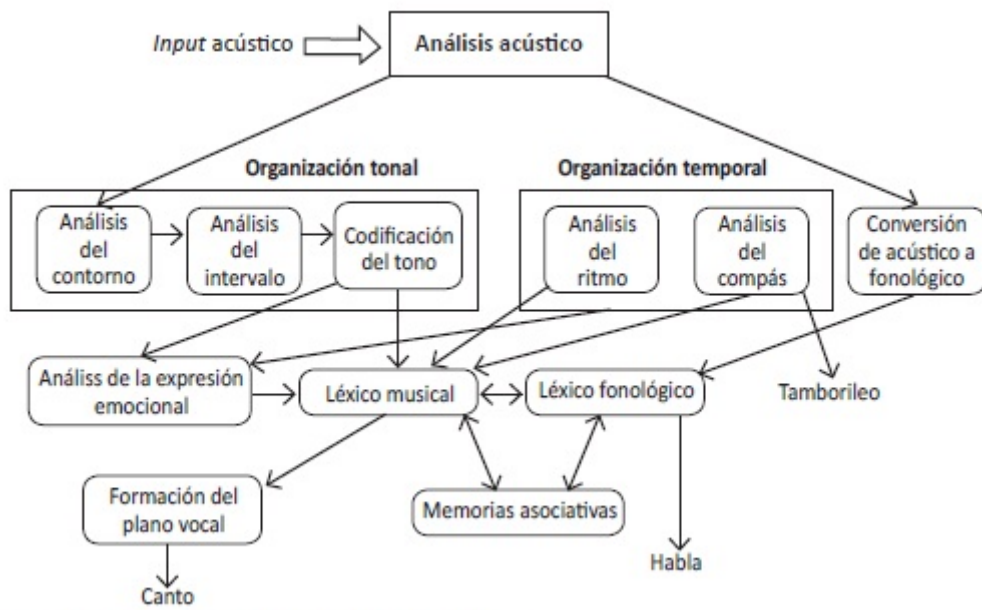 Input acústico
Análisis acústico
Organización tonal
Organización temporal
Análisis
del
contorno
Análisis
del
intervalo
Codificación
del tono
Análisis
del
ritmo
Análisis
del
compás
Conversión
de acústico a
fonológico
Análiss de la expresión
emocional
Léxico musical
Léxico fonológico
Tamborileo
Formación del
plano vocal
Memorias asociativas
Habla
Canto